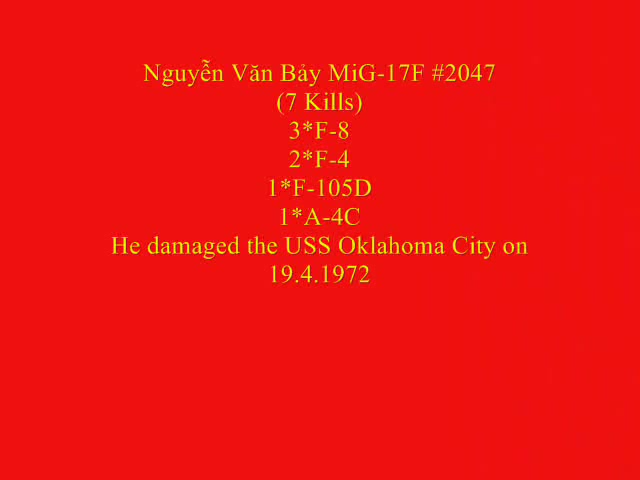 Nguyễn Văn Bảy MiG-17F #2047
(7 Kills)
3*F-8
2*F-4
1*F-105D
1*A-4C
He damaged the USS Oklahoma City on
19.4.1972